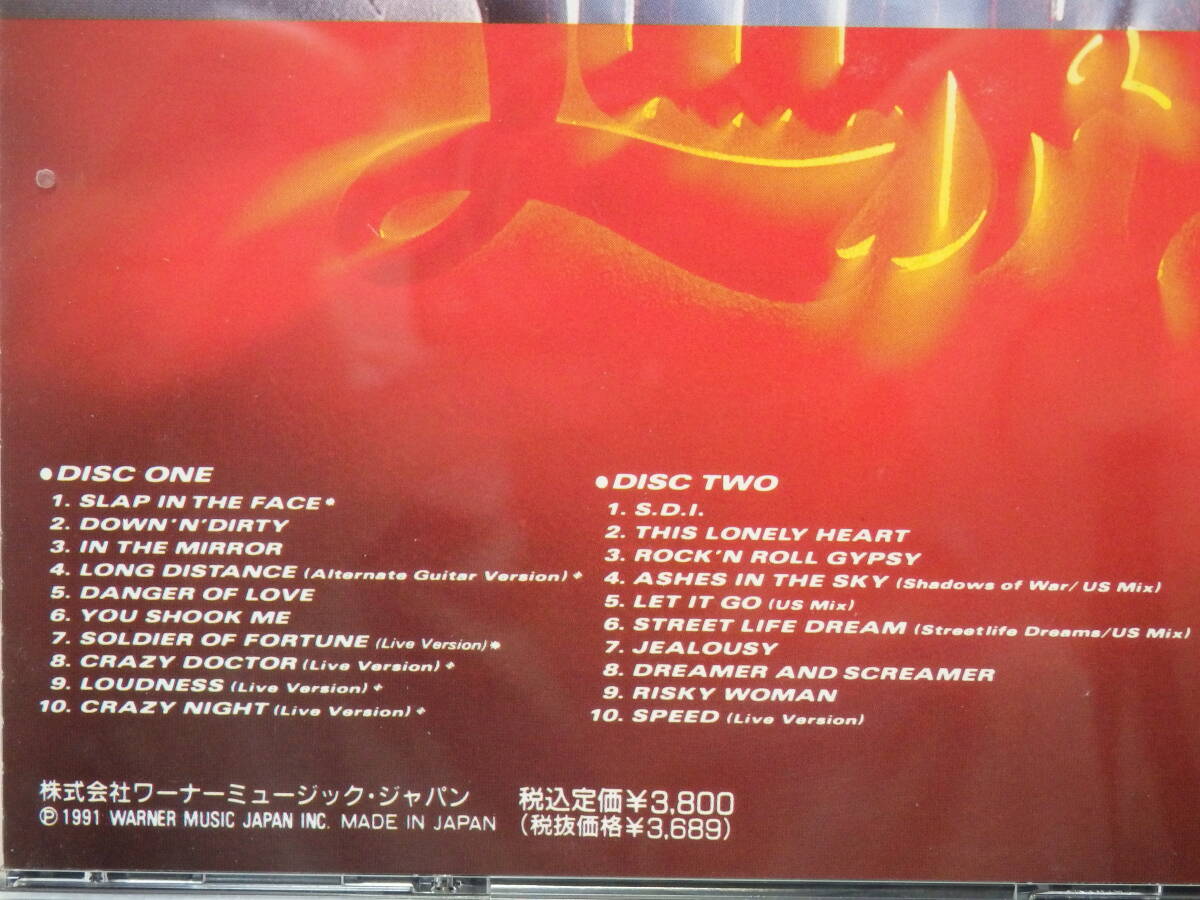 ●DISC ONE
1. SLAP IN THE FACE*
2. DOWN'N'DIRTY
3. IN THE MIRROR
4. LONG DISTANCE (Alternate Guitar Version)✦
5. DANGER OF LOVE
6. YOU SHOOK ME
7. SOLDIER OF FORTUNE (Live Version)*
8. CRAZY DOCTOR (Live Version)✦
9. LOUDNESS (Live Version)✦
10. CRAZY NIGHT (Live Version)✦
●DISC TWO
1. S.D.I.
2. THIS LONELY HEART
3. ROCK'N ROLL GYPSY
4. ASHES IN THE SKY (Shadows of War/US Mix)
5. LET IT GO (US Mix)
6. STREET LIFE DREAM (Streetlife Dreams/US Mix)
7. JEALOUSY
8. DREAMER AND SCREAMER
9. RISKY WOMAN
10. SPEED (Live Version)
株式会社ワーナーミュージック・ジャパン
℗1991 WARNER MUSIC JAPAN INC. MADE IN JAPAN
税込定価¥3,800
(税抜価格¥3,689)